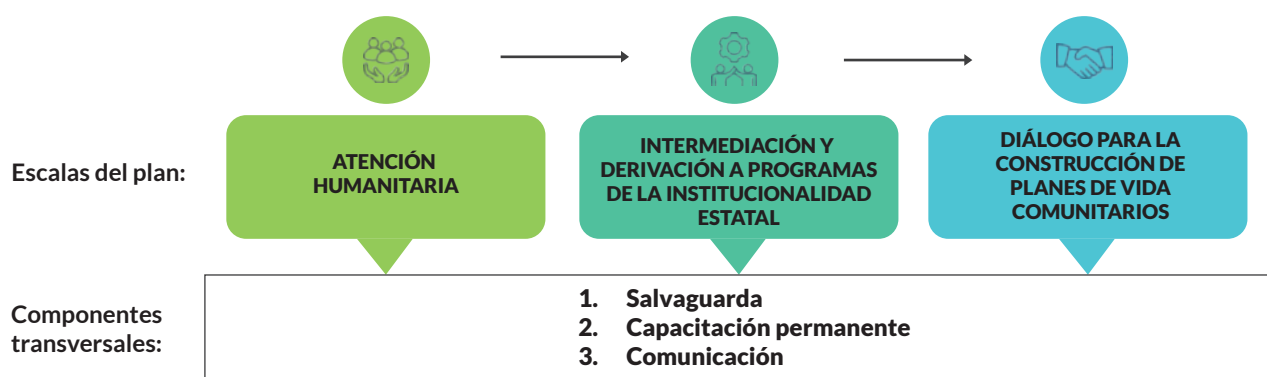 Escalas del plan:
ATENCIÓN
HUMANITARIA
INTERMEDIACIÓN Y
DERIVACIÓN A PROGRAMAS
DE LA INSTITUCIONALIDAD
ESTATAL
DIÁLOGO PARA LA
CONSTRUCCIÓN DE
PLANES DE VIDA
COMUNITARIOS
Componentes
transversales:
1. Salvaguarda
2. Capacitación permanente
3. Comunicación